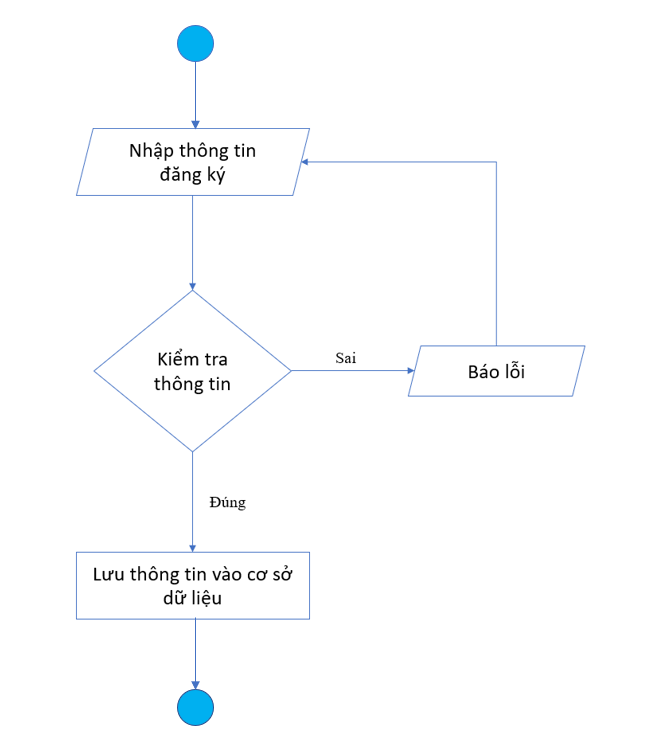 Nhập thông tin
đăng ký
Kiểm tra
thông tin
Sai
Báo lỗi
Đúng
Lưu thông tin vào cơ sở
dữ liệu